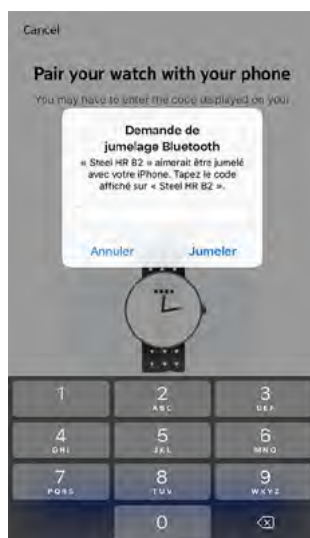 Cancel
Pair your watch with your phone
You may have to enter the code displayed on your
Demande de
jumelage Bluetooth
« Steel HR B2 » aimerait être jumelé
avec votre iPhone. Tapez le code
affiché sur « Steel HR B2 ».
Annuler Jumeler
1 2 3
ABC DEF
4 5 6
GHI JKL MNO
7 8 9
PQRS TUV WXYZ
0